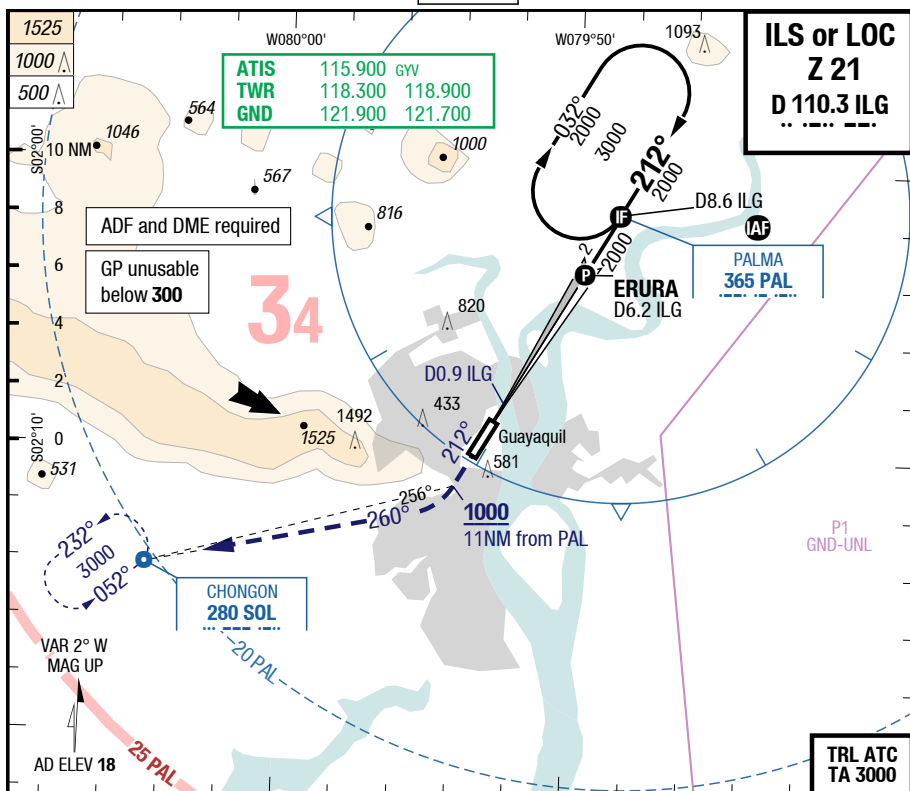 1525
1000
500
W080°00'
W079°50'
1093
ILS or LOC
Z 21
D 110.3 ILG
ATIS 115.900 GYV
TWR 118.300 118.900
GND 121.900 121.700
564
1046
S02°00'
10 NM
1000
567
816
032°
2000
3000
212°
2000
D8.6 ILG
IF
IAF
8
ADF and DME required
GP unusable
below 300
PALMA
365 PAL
2
2000
P
ERURA
D6.2 ILG
6
34
820
4
D0.9 ILG
2
433
1492
1525
S02°10'
0
Guayaquil
212°
581
531
256°
260°
1000
11NM from PAL
P1
GND-UNL
232°
3000
052°
CHONGON
280 SOL
VAR 2° W
MAG UP
20 PAL
25 PAL
AD ELEV 18
TRL ATC
TA 3000